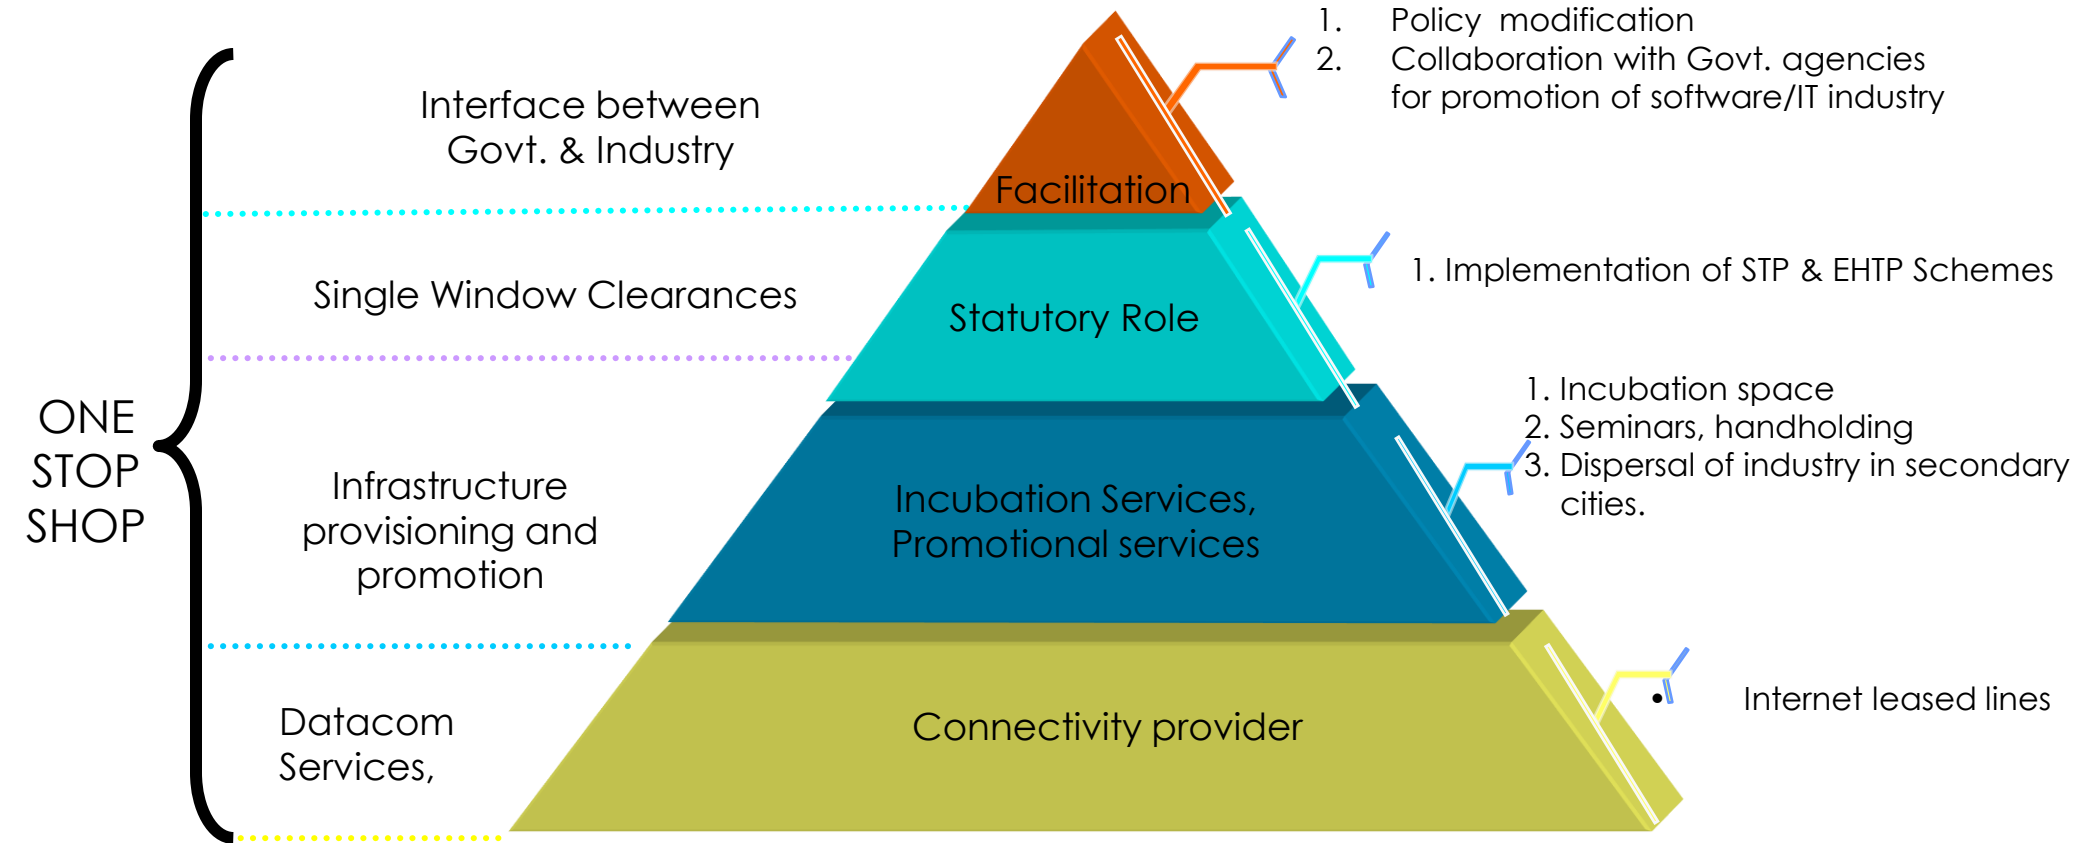 1. Policy modification
2. Collaboration with Govt. agencies
for promotion of software/IT industry
Interface between
Govt. & Industry
Facilitation
Single Window Clearances
Statutory Role
1. Implementation of STP & EHTP Schemes
ONE
STOP
SHOP
Infrastructure
provisioning and
promotion
Incubation Services,
Promotional services
1. Incubation space
2. Seminars, handholding
3. Dispersal of industry in secondary
cities.
Datacom
Services,
Connectivity provider
• Internet leased lines